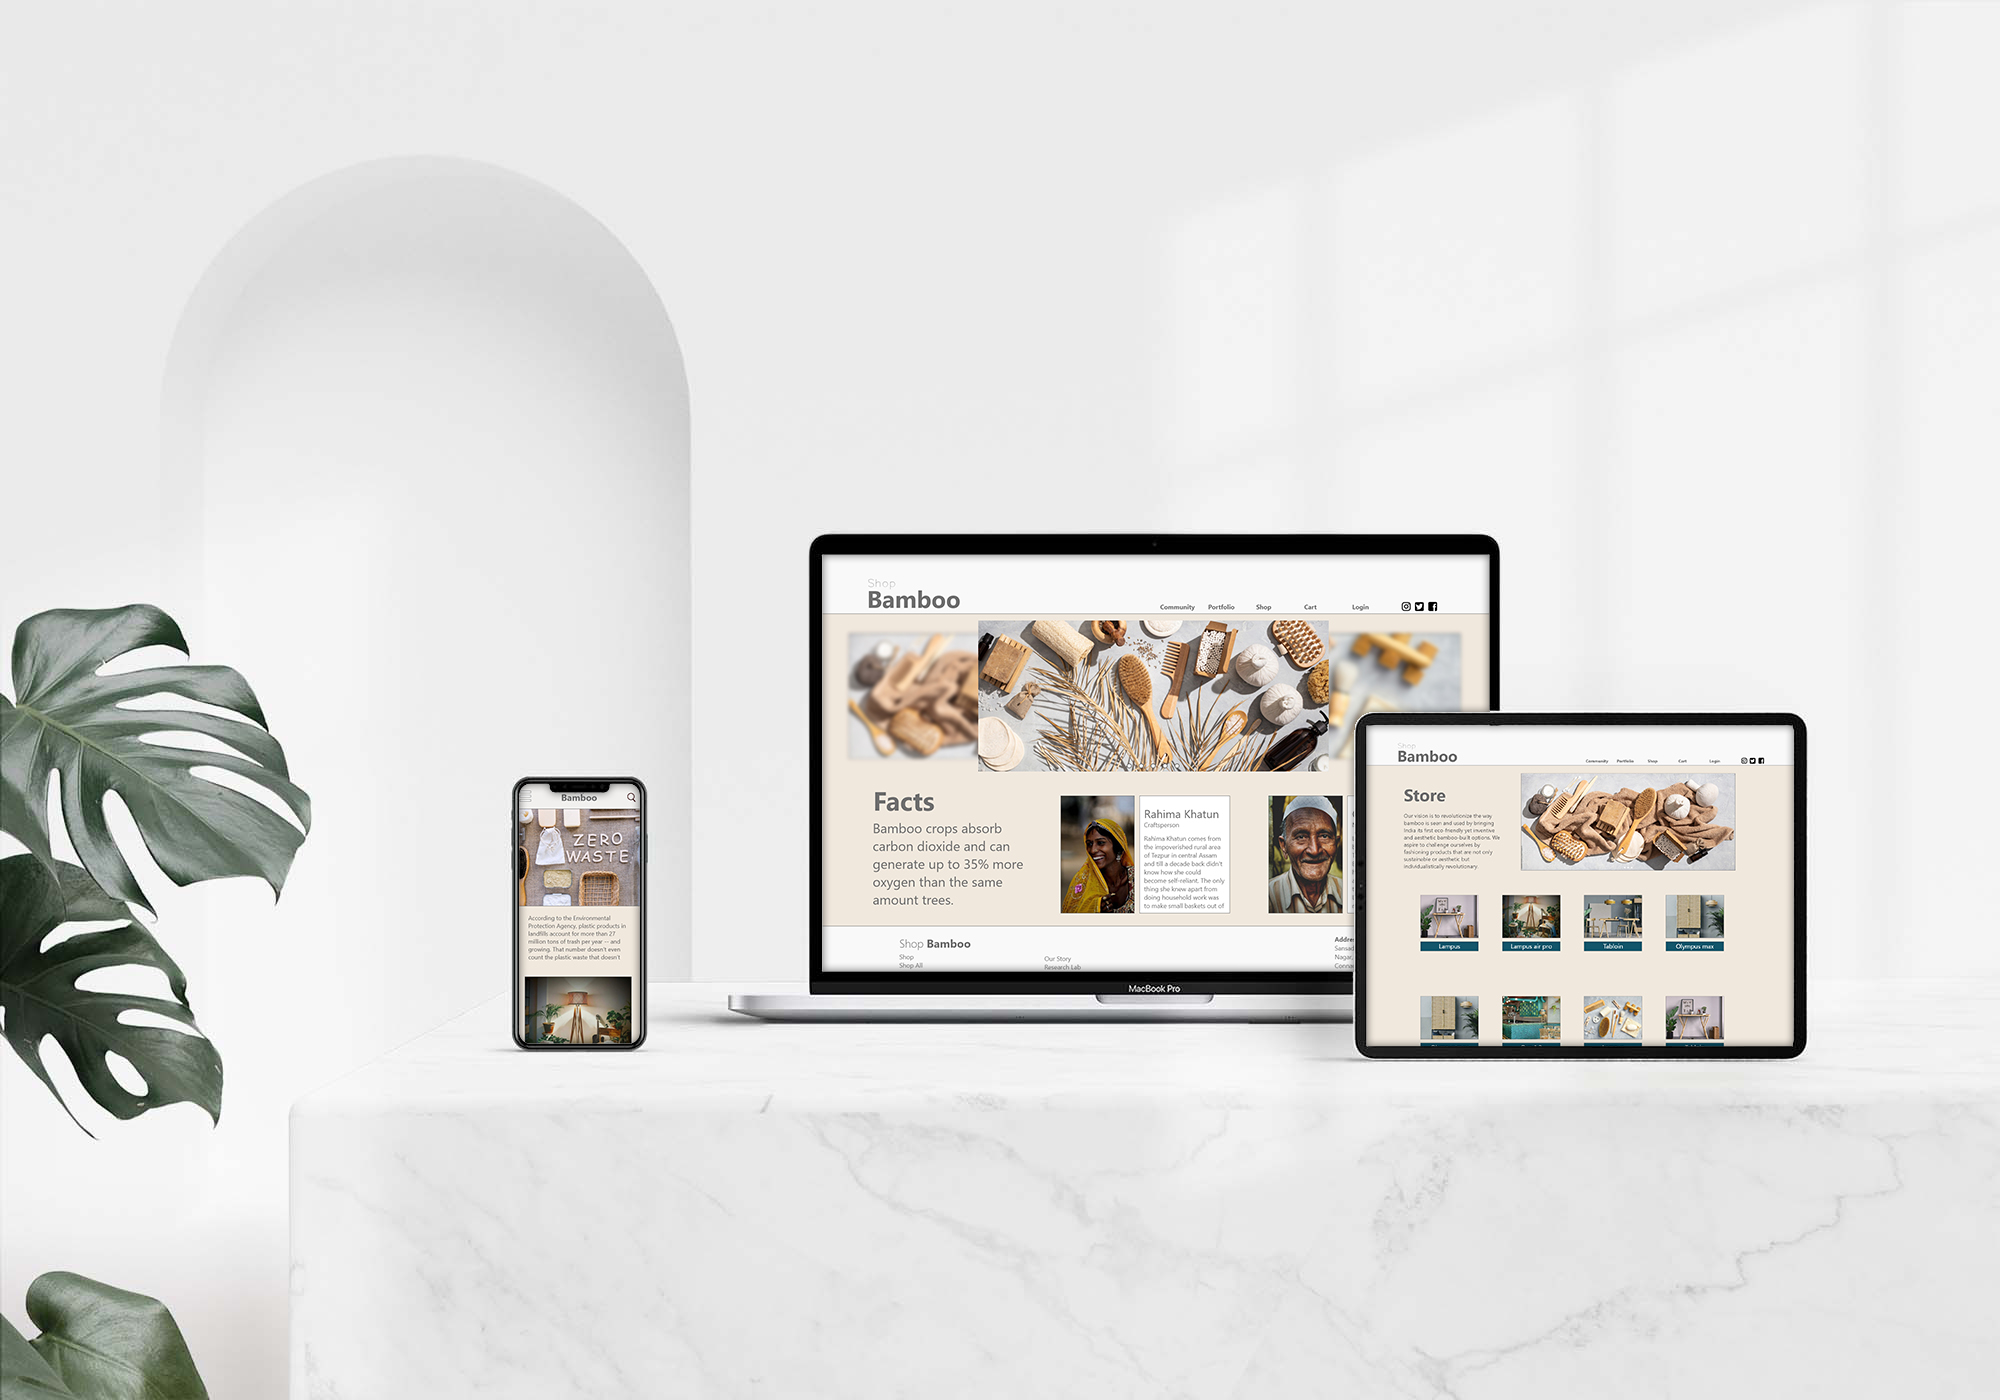 Shop
Bamboo
Community Portfolio Shop Cart Login
Facts
Bamboo crops absorb
carbon dioxide and can
generate up to 35% more
oxygen than the same
amount trees.
Rahima Khatun
Craftsperson
Rahima Khatun comes from
the impoverished rural area
of Tezpur in central Assam
and till a decade back didn't
know how she could
become self-reliant. The only
thing she knew apart from
doing household work was
to make small baskets out of
Shop Bamboo
Shop
Shop All
Our Story
Research Lab
Nagar,
MacBook Pro
Bamboo
ZERO
WASTE
According to the Environmental
Protection Agency, plastic products in
landfills account for more than 27
million tons of trash per year -- and
growing. That number doesn't even
count the plastic waste that doesn't
Shop
Bamboo
Community Portfolio Shop Cart Login
Store
Our vision is to revolutionize the way
bamboo is seen and used by bringing
India its first eco-friendly yet inventive
and aesthetic bamboo-built options. We
aspire to challenge ourselves by
fashioning products that are not only
sustainable or aesthetic but
individualistically revolutionary.
Lampus
Lampus air pro
Tabloin
Olympus max